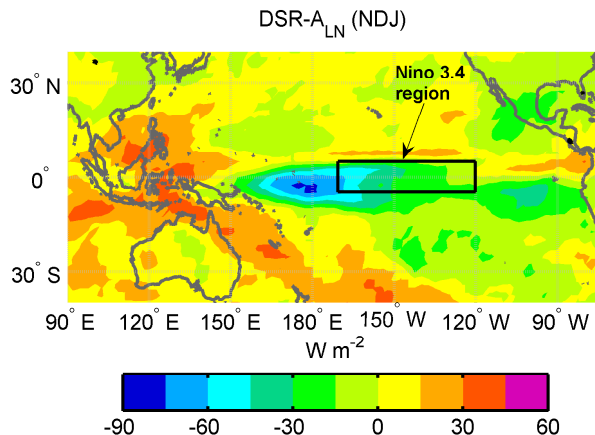 DSR-A_LN (NDJ)
Nino 3.4
region
30° N
0°
30° S
90° E 120° E 150° E 180° E 150° W 120° W 90° W
W m⁻²
-90 -60 -30 0 30 60